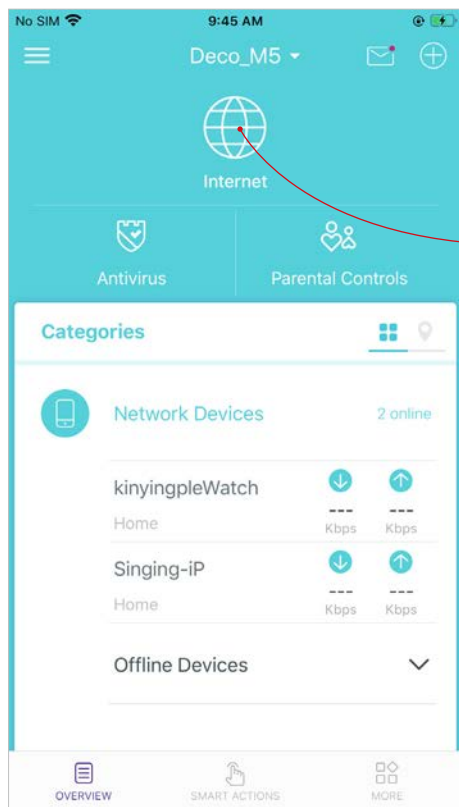 No SIM 9:45 AM
Deco_M5
Internet
Antivirus Parental Controls
Categories
Network Devices 2 online
kinyingpleWatch
--- ---
Home Kbps Kbps
Singing-iP
--- ---
Home Kbps Kbps
Offline Devices
OVERVIEW SMART ACTIONS MORE